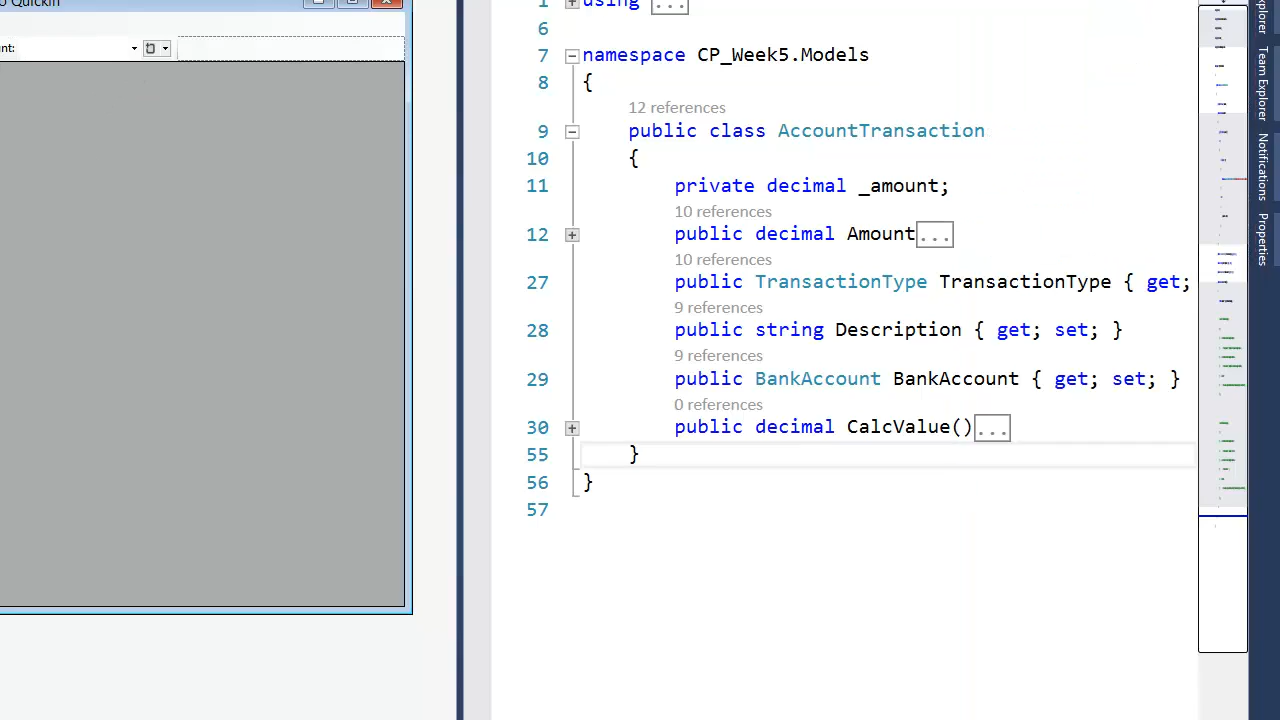 o Quickin
nt:
1 using ...
6
7 namespace CP_Week5.Models
8 {
12 references
9 public class AccountTransaction
10 {
11 private decimal _amount;
10 references
12 public decimal Amount...
10 references
27 public TransactionType TransactionType { get;
9 references
28 public string Description { get; set; }
9 references
29 public BankAccount BankAccount { get; set; }
0 references
30 public decimal CalcValue()...
55 }
56 }
57
xplorer
Team Explorer
Notifications
Properties